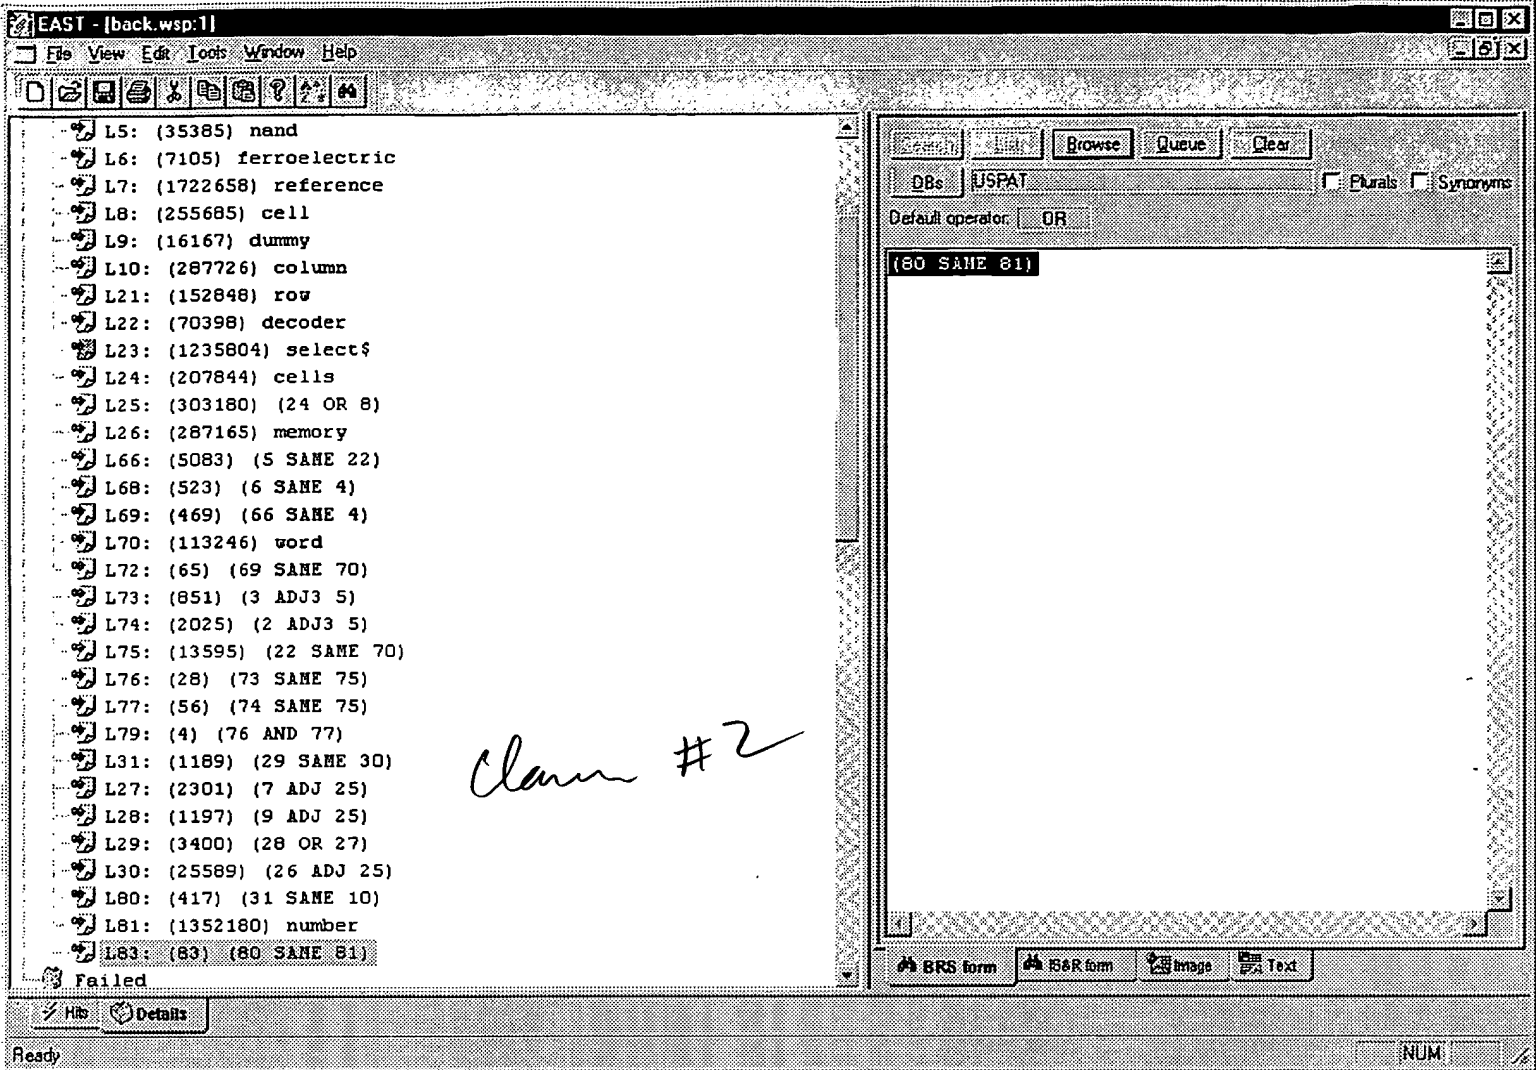 EAST - [back.wsp:1]
File View Edit Tools Window Help
L5: (35385) nand
L6: (7105) ferroelectric
L7: (1722658) reference
L8: (255685) cell
L9: (16167) dummy
L10: (287726) column
L21: (152848) row
L22: (70398) decoder
L23: (1235804) select$
L24: (207844) cells
L25: (303180) (24 OR 8)
L26: (287165) memory
L66: (5083) (5 SAME 22)
L68: (523) (6 SAME 4)
L69: (469) (66 SAME 4)
L70: (113246) word
L72: (65) (69 SAME 70)
L73: (851) (3 ADJ3 5)
L74: (2025) (2 ADJ3 5)
L75: (13595) (22 SAME 70)
L76: (28) (73 SAME 75)
L77: (56) (74 SAME 75)
L79: (4) (76 AND 77)
L31: (1189) (29 SAME 30)
L27: (2301) (7 ADJ 25)
L28: (1197) (9 ADJ 25)
L29: (3400) (28 OR 27)
L30: (25589) (26 ADJ 25)
L80: (417) (31 SAME 10)
L81: (1352180) number
L83: (83) (80 SAME 81)
Failed
Claim #2
Hits Details
Ready
Search List Browse Queue Clear
DBs USPAT Plurals Synonyms
Default operator: OR
(80 SAME 81)
BRS form IS&R form Image Text
NUM